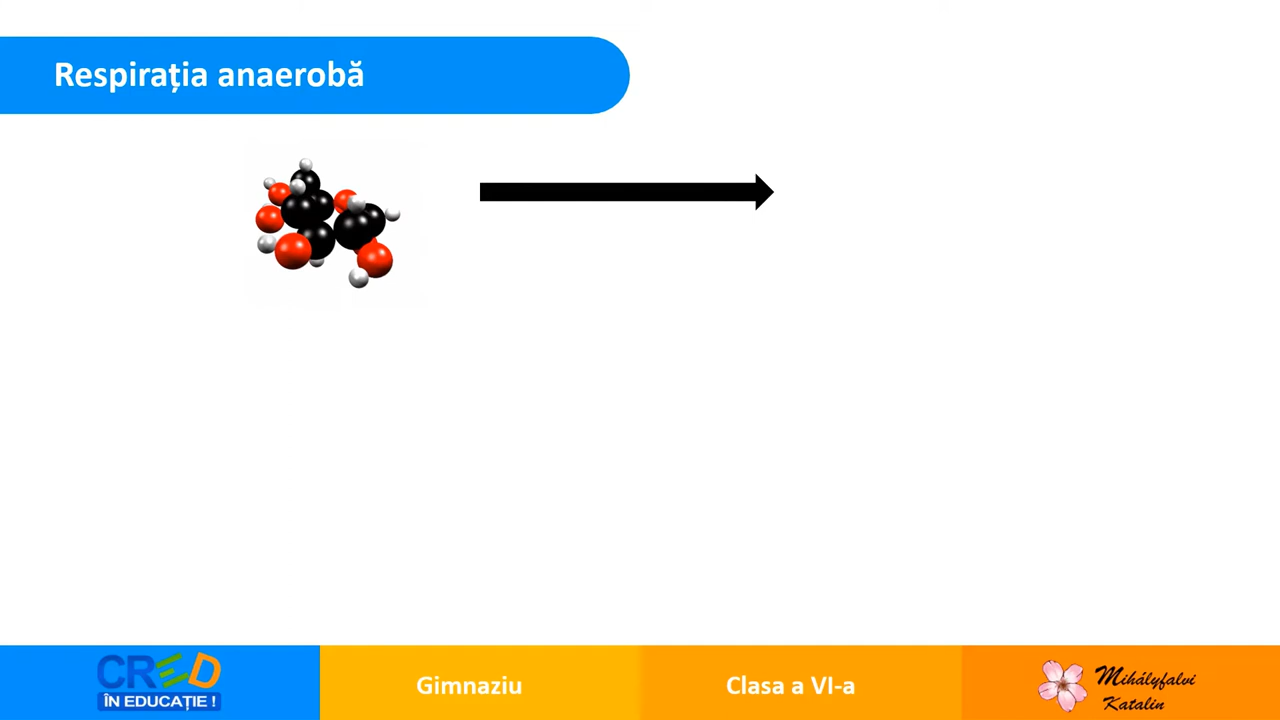 Respirația anaerobă
CRED
ÎN EDUCAȚIE !
Gimnaziu
Clasa a VI-a
Mihályfalvi
Katalin